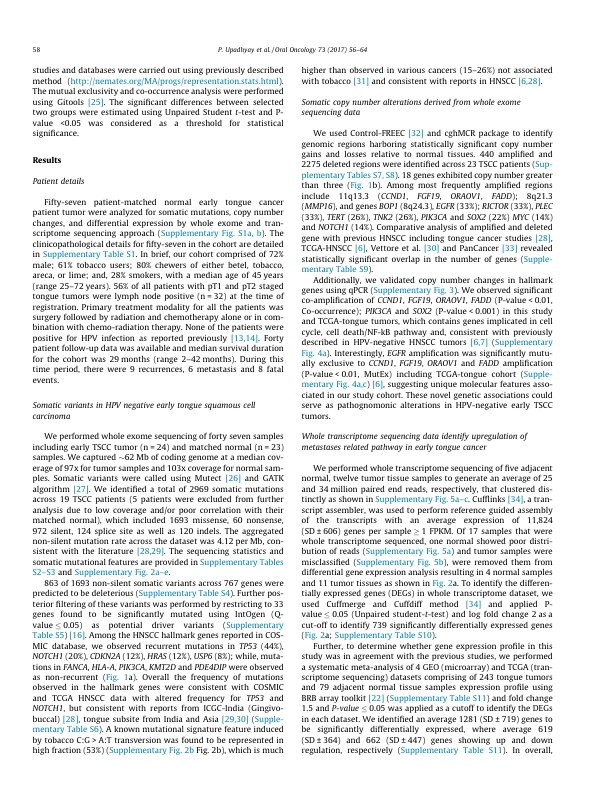 58
P. Upadhyay et al. / Oral Oncology 73 (2017) 56–64
studies and databases were carried out using previously described
method (http://nemates.org/MA/progs/representation.stats.html).
The mutual exclusivity and co-occurrence analysis were performed
using Gitools [25]. The significant differences between selected
two groups were estimated using Unpaired Student t-test and P-
value <0.05 was considered as a threshold for statistical
significance.
Results
Patient details
Fifty-seven patient-matched normal early tongue cancer
patient tumor were analyzed for somatic mutations, copy number
changes, and differential expression by whole exome and tran-
scriptome sequencing approach (Supplementary Fig. S1a, b). The
clinicopathological details for fifty-seven in the cohort are detailed
in Supplementary Table S1. In brief, our cohort comprised of 72%
male; 61% tobacco users; 80% chewers of either betel, tobacco,
areca, or lime; and, 28% smokers, with a median age of 45 years
(range 25–72 years). 56% of all patients with pT1 and pT2 staged
tongue tumors were lymph node positive (n = 32) at the time of
registration. Primary treatment modality for all the patients was
surgery followed by radiation and chemotherapy alone or in com-
bination with chemo-radiation therapy. None of the patients were
positive for HPV infection as reported previously [13,14]. Forty
patient follow-up data was available and median survival duration
for the cohort was 29 months (range 2–42 months). During this
time period, there were 9 recurrences, 6 metastasis and 8 fatal
events.
Somatic variants in HPV negative early tongue squamous cell
carcinoma
We performed whole exome sequencing of forty seven samples
including early TSCC tumor (n = 24) and matched normal (n = 23)
samples. We captured ~62 Mb of coding genome at a median cov-
erage of 97x for tumor samples and 103x coverage for normal sam-
ples. Somatic variants were called using Mutect [26] and GATK
algorithm [27]. We identified a total of 2969 somatic mutations
across 19 TSCC patients (5 patients were excluded from further
analysis due to low coverage and/or poor correlation with their
matched normal), which included 1693 missense, 60 nonsense,
972 silent, 124 splice site as well as 120 indels. The aggregated
non-silent mutation rate across the dataset was 4.12 per Mb, con-
sistent with the literature [28,29]. The sequencing statistics and
somatic mutational features are provided in Supplementary Tables
S2–S3 and Supplementary Fig. 2a–e.
863 of 1693 non-silent somatic variants across 767 genes were
predicted to be deleterious (Supplementary Table S4). Further pos-
terior filtering of these variants was performed by restricting to 33
genes found to be significantly mutated using IntOgen (Q-
value ≤ 0.05) as potential driver variants (Supplementary
Table S5) [16]. Among the HNSCC hallmark genes reported in COS-
MIC database, we observed recurrent mutations in TP53 (44%),
NOTCH1 (20%), CDKN2A (12%), HRAS (12%), USP6 (8%); while, muta-
tions in FANCA, HLA-A, PIK3CA, KMT2D and PDE4DIP were observed
as non-recurrent (Fig. 1a). Overall the frequency of mutations
observed in the hallmark genes were consistent with COSMIC
and TCGA HNSCC data with altered frequency for TP53 and
NOTCH1, but consistent with reports from ICGC-India (Gingivo-
buccal) [28], tongue subsite from India and Asia [29,30] (Supple-
mentary Table S6). A known mutational signature feature induced
by tobacco C:G > A:T transversion was found to be represented in
high fraction (53%) (Supplementary Fig. 2b Fig. 2b), which is much
higher than observed in various cancers (15–26%) not associated
with tobacco [31] and consistent with reports in HNSCC [6,28].
Somatic copy number alterations derived from whole exome
sequencing data
We used Control-FREEC [32] and cghMCR package to identify
genomic regions harboring statistically significant copy number
gains and losses relative to normal tissues. 440 amplified and
2275 deleted regions were identified across 23 TSCC patients (Sup-
plementary Tables S7, S8). 18 genes exhibited copy number greater
than three (Fig. 1b). Among most frequently amplified regions
include 11q13.3 (CCND1, FGF19, ORAOV1, FADD); 8q21.3
(MMP16), and genes BOP1 (8q24.3), EGFR (33%); RICTOR (33%), PLEC
(33%), TERT (26%), TNK2 (26%), PIK3CA and SOX2 (22%) MYC (14%)
and NOTCH1 (14%). Comparative analysis of amplified and deleted
gene with previous HNSCC including tongue cancer studies [28],
TCGA-HNSCC [6], Vettore et al. [30] and PanCancer [33] revealed
statistically significant overlap in the number of genes (Supple-
mentary Table S9).
Additionally, we validated copy number changes in hallmark
genes using qPCR (Supplementary Fig. 3). We observed significant
co-amplification of CCND1, FGF19, ORAOV1, FADD (P-value < 0.01,
Co-occurrence); PIK3CA and SOX2 (P-value < 0.001) in this study
and TCGA-tongue tumors, which contains genes implicated in cell
cycle, cell death/NF-kB pathway and, consistent with previously
described in HPV-negative HNSCC tumors [6,7] (Supplementary
Fig. 4a). Interestingly, EGFR amplification was significantly mutu-
ally exclusive to CCND1, FGF19, ORAOV1 and FADD amplification
(P-value < 0.01, MutEx) including TCGA-tongue cohort (Supple-
mentary Fig. 4a,c) [6], suggesting unique molecular features asso-
ciated in our study cohort. These novel genetic associations could
serve as pathognomonic alterations in HPV-negative early TSCC
tumors.
Whole transcriptome sequencing data identify upregulation of
metastases related pathway in early tongue cancer
We performed whole transcriptome sequencing of five adjacent
normal, twelve tumor tissue samples to generate an average of 25
and 34 million paired end reads, respectively, that clustered dis-
tinctly as shown in Supplementary Fig. 5a–c. Cufflinks [34], a tran-
script assembler, was used to perform reference guided assembly
of the transcripts with an average expression of 11,824
(SD ± 606) genes per sample ≥ 1 FPKM. Of 17 samples that were
whole transcriptome sequenced, one normal showed poor distri-
bution of reads (Supplementary Fig. 5a) and tumor samples were
misclassified (Supplementary Fig. 5b), were removed them from
differential gene expression analysis resulting in 4 normal samples
and 11 tumor tissues as shown in Fig. 2a. To identify the differen-
tially expressed genes (DEGs) in whole transcriptome dataset, we
used Cuffmerge and Cuffdiff method [34] and applied P-
value ≤ 0.05 (Unpaired student–t-test) and log fold change 2 as a
cut-off to identify 739 significantly differentially expressed genes
(Fig. 2a; Supplementary Table S10).
Further, to determine whether gene expression profile in this
study was in agreement with the previous studies, we performed
a systematic meta-analysis of 4 GEO (microarray) and TCGA (tran-
scriptome sequencing) datasets comprising of 243 tongue tumors
and 79 adjacent normal tissue samples expression profile using
BRB array toolkit [22] (Supplementary Table S11) and fold change
1.5 and P-value ≤ 0.05 was applied as a cutoff to identify the DEGs
in each dataset. We identified an average 1281 (SD ± 719) genes to
be significantly differentially expressed, where average 619
(SD ± 364) and 662 (SD ± 447) genes showing up and down
regulation, respectively (Supplementary Table S11). In overall,